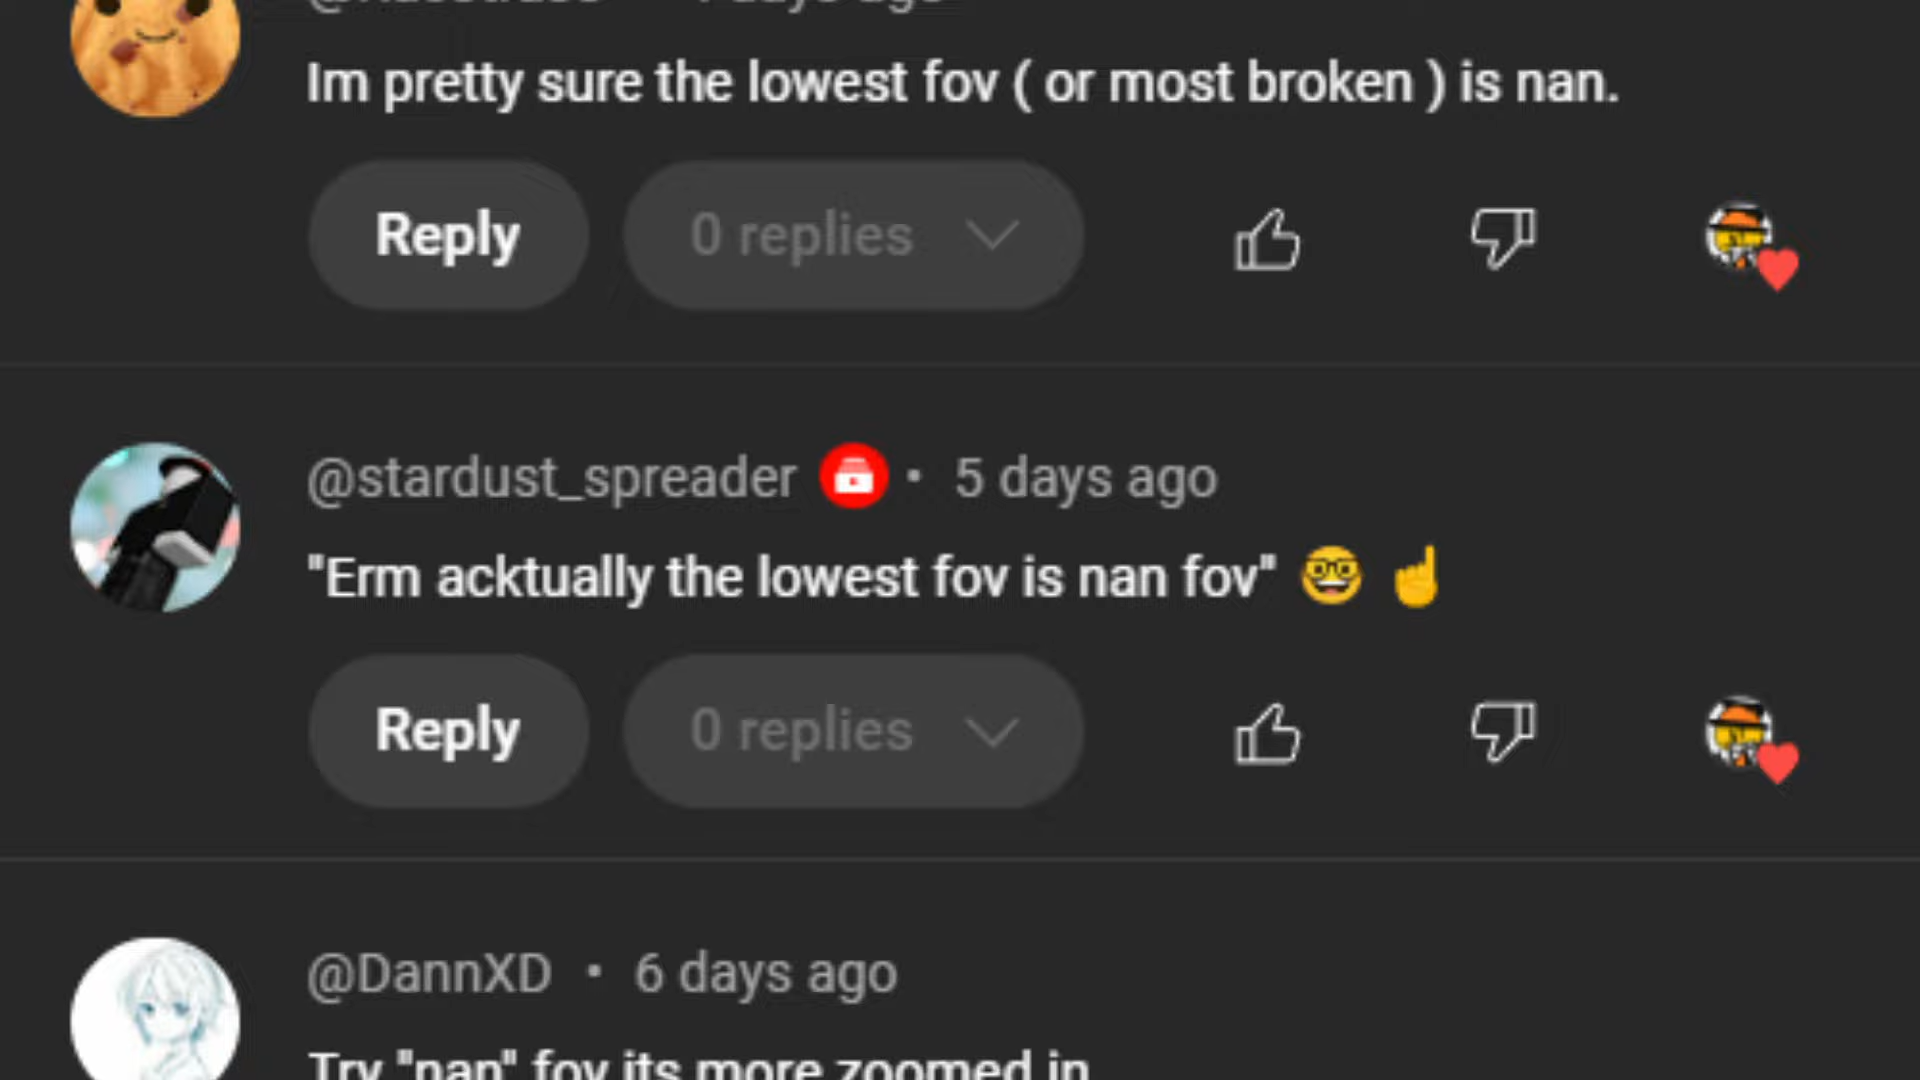 days ago
Im pretty sure the lowest fov ( or most broken ) is nan.
Reply 0 replies
@stardust_spreader • 5 days ago
"Erm acktually the lowest fov is nan fov" 🤓 ☝️
Reply 0 replies
@DannXD • 6 days ago
Try "nan" fov its more zoomed in